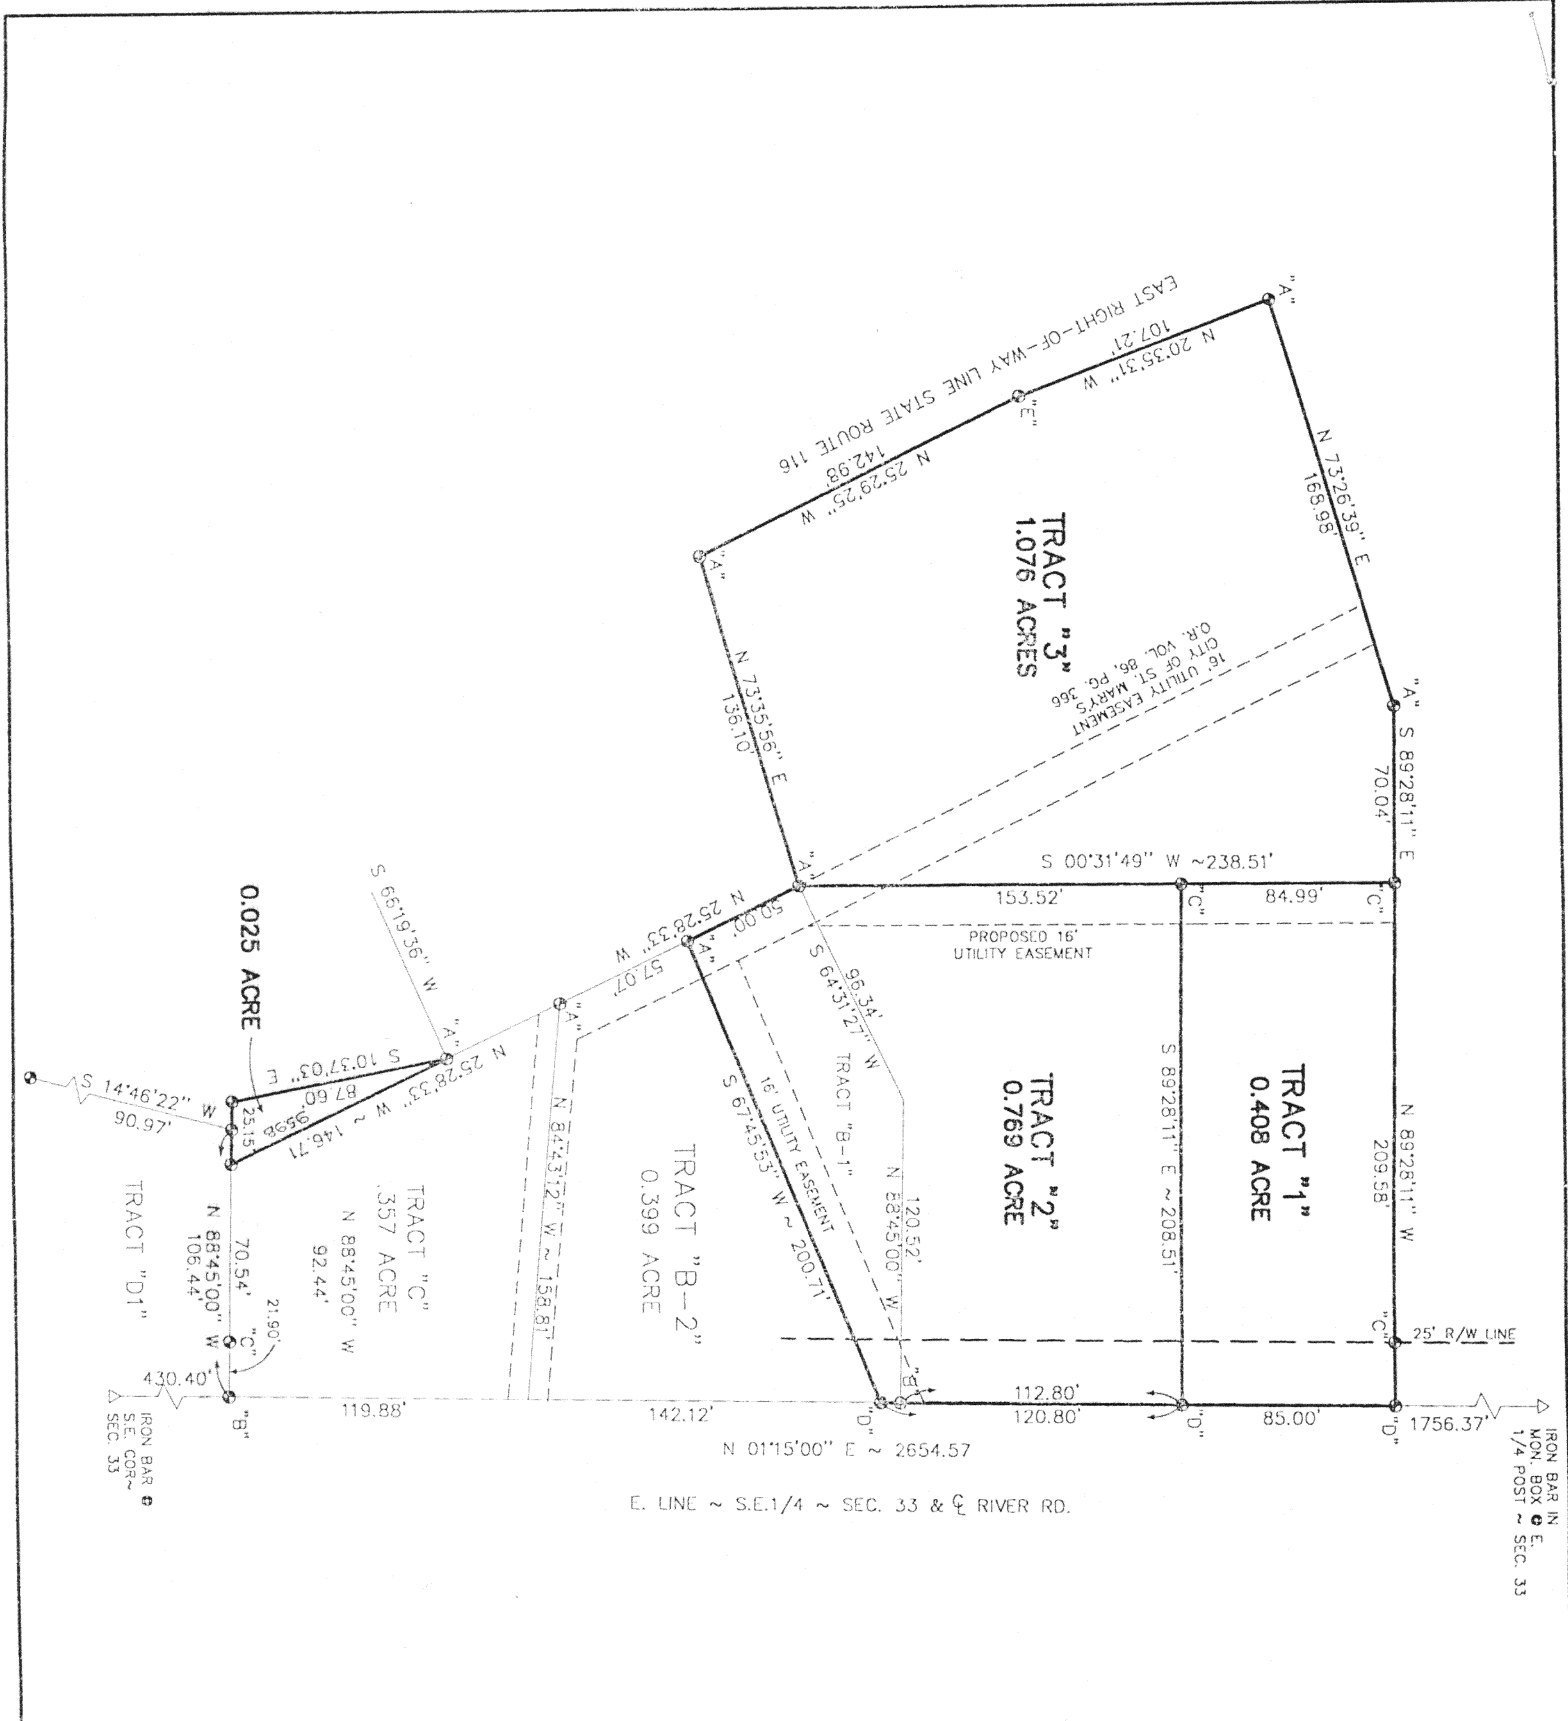 "A"
EAST RIGHT-OF-WAY LINE STATE ROUTE 116
N 20°35'31" W
107.21'
"E"
N 25°29'25" W
142.98'
"A"
N 73°26'39" E
168.98'
TRACT "3"
1.076 ACRES
16' UTILITY EASEMENT
CITY OF ST. MARY'S
O.R. VOL. 86, PG. 366
N 73°35'56" E
136.10'
"A"
S 89°28'11" E
70.04'
"A"
S 00°31'49" W ~238.51'
153.52'
"C"
84.99'
"C"
PROPOSED 16'
UTILITY EASEMENT
N 25°28'33" W
50.00'
"A"
57.07'
W
"A"
96.34'
S 64°31'27" W
TRACT "B-1"
S 66°19'36" W
0.025 ACRE
"A"
N 25°28'33" W ~ 146.71
95.98
S 10°37'03" E
87.60'
25.15'
S 14°46'22" W
90.97'
N 84°43'12" W ~ 158.81'
S 67°45'53" W ~ 200.71'
16' UTILITY EASEMENT
120.52'
N 88°45'00" W
S 89°28'11" E ~ 208.51'
TRACT "2"
0.769 ACRE
TRACT "1"
0.408 ACRE
N 89°28'11" W
209.58'
TRACT "B-2"
0.399 ACRE
TRACT "C"
.357 ACRE
N 88°45'00" W
92.44'
TRACT "D1"
70.54'
N 88°45'00" W
106.44'
21.90'
"C"
"C"
25' R/W LINE
430.40'
"B"
119.88'
142.12'
"D"
"B"
112.80'
120.80'
"D"
85.00'
"D"
1756.37'
N 01°15'00" E ~ 2654.57
E. LINE ~ S.E.1/4 ~ SEC. 33 & ℄ RIVER RD.
IRON BAR @
S.E. COR~
SEC. 33
IRON BAR IN
MON. BOX @ E.
1/4 POST ~ SEC. 33